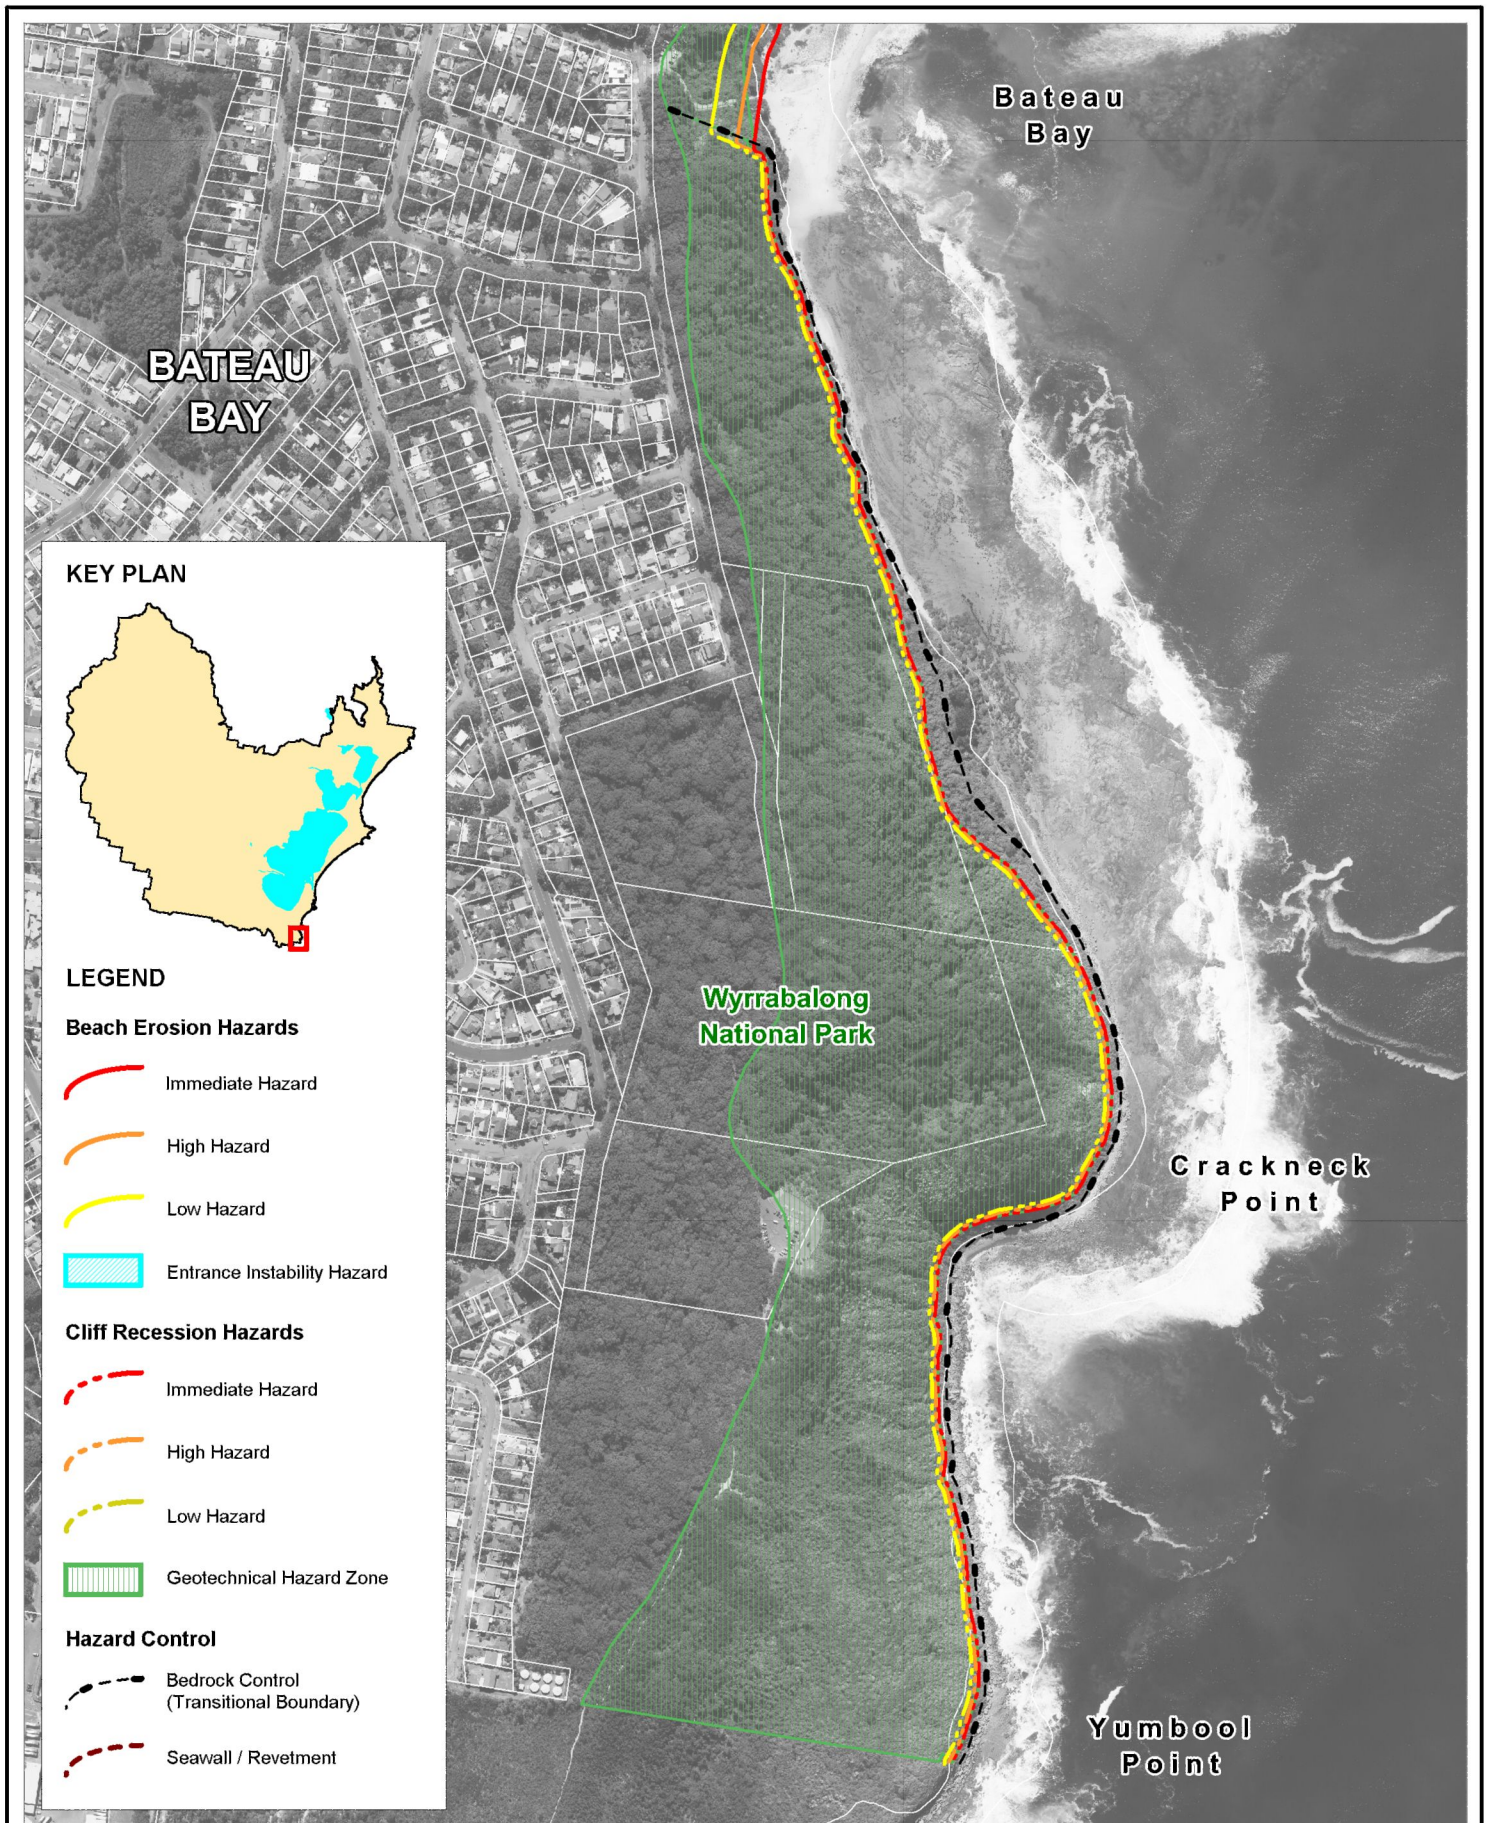 Bateau
Bay
BATEAU
BAY
KEY PLAN
LEGEND
Beach Erosion Hazards
Immediate Hazard
High Hazard
Low Hazard
Entrance Instability Hazard
Cliff Recession Hazards
Immediate Hazard
High Hazard
Low Hazard
Geotechnical Hazard Zone
Hazard Control
Bedrock Control
(Transitional Boundary)
Seawall / Revetment
Wyrrabalong
National Park
Crackneck
Point
Yumbool
Point